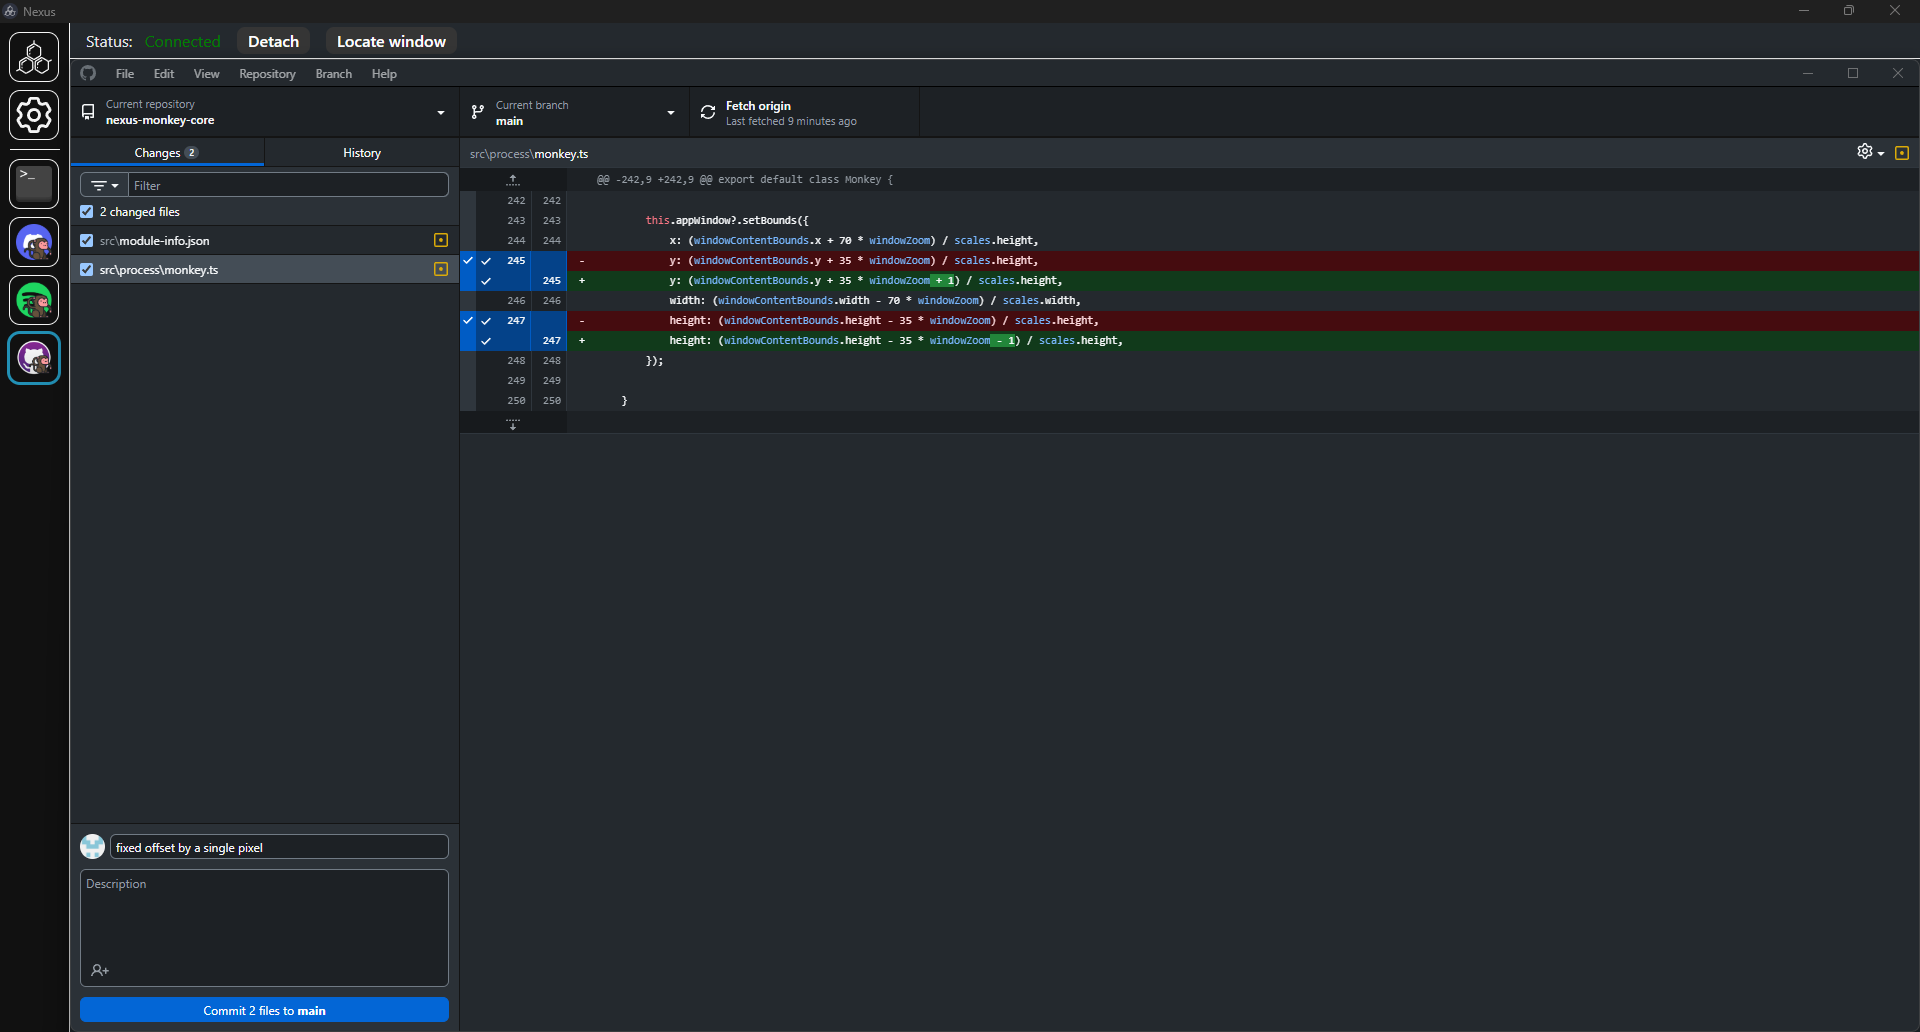 Nexus
Status: Connected Detach Locate window
File Edit View Repository Branch Help
Current repository
nexus-monkey-core
Current branch
main
Fetch origin
Last fetched 9 minutes ago
Changes 2
History
Filter
2 changed files
src\module-info.json
src\process\monkey.ts
src\process\monkey.ts
@@ -242,9 +242,9 @@ export default class Monkey {
242 242
243 243 this.appWindow?.setBounds({
244 244 x: (windowContentBounds.x + 70 * windowZoom) / scales.height,
245 - y: (windowContentBounds.y + 35 * windowZoom) / scales.height,
245 + y: (windowContentBounds.y + 35 * windowZoom + 1) / scales.height,
246 246 width: (windowContentBounds.width - 70 * windowZoom) / scales.width,
247 - height: (windowContentBounds.height - 35 * windowZoom) / scales.height,
247 + height: (windowContentBounds.height - 35 * windowZoom - 1) / scales.height,
248 248 });
249 249
250 250 }
fixed offset by a single pixel
Description
Commit 2 files to main